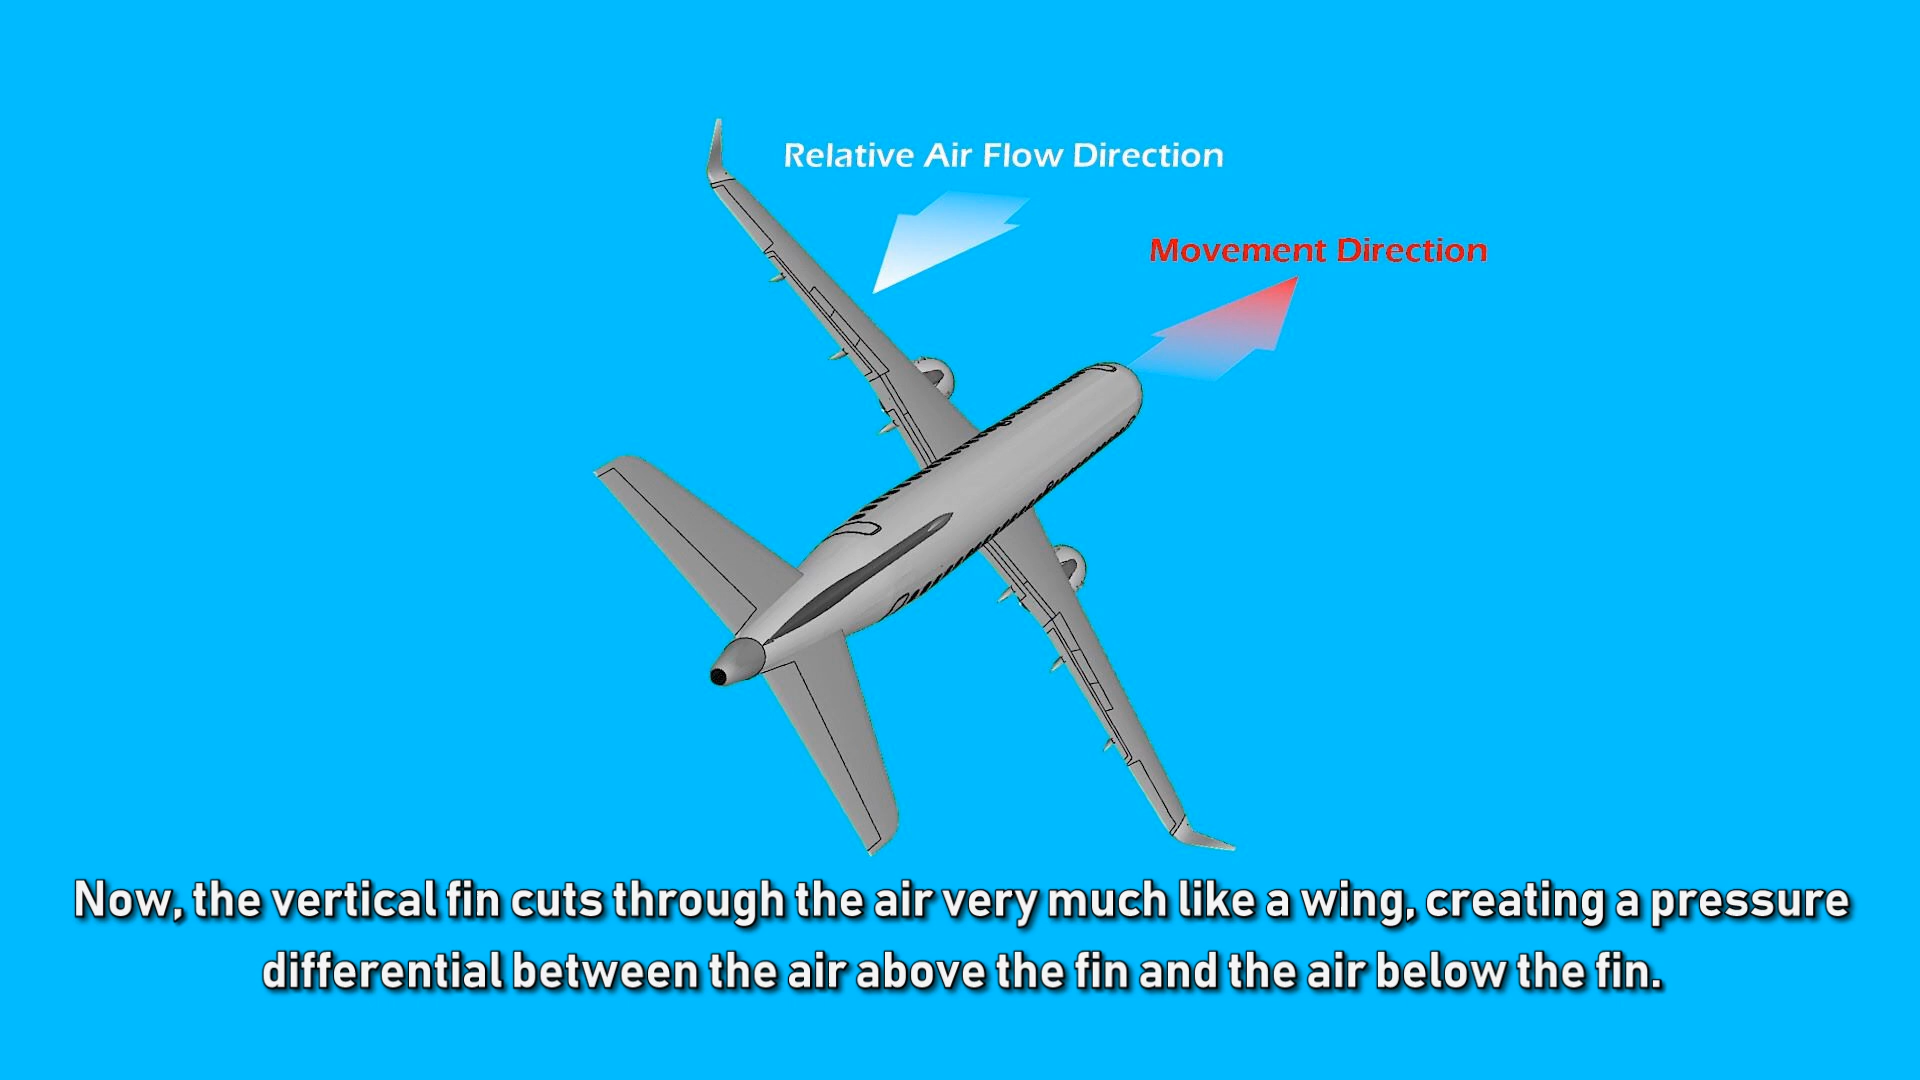 Relative Air Flow Direction
Movement Direction
Now, the vertical fin cuts through the air very much like a wing, creating a pressure
differential between the air above the fin and the air below the fin.